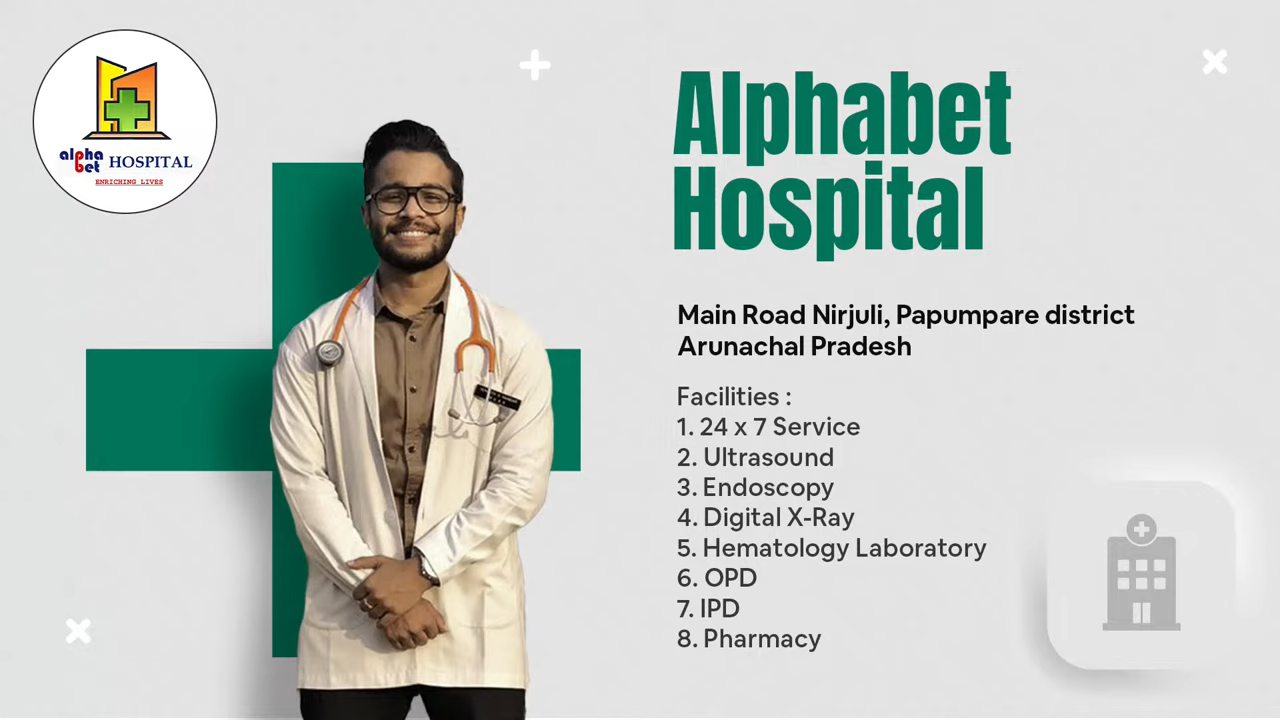 alpha
bet HOSPITAL
ENRICHING LIVES
Alphabet
Hospital
Main Road Nirjuli, Papumpare district
Arunachal Pradesh
Facilities :
1. 24 x 7 Service
2. Ultrasound
3. Endoscopy
4. Digital X-Ray
5. Hematology Laboratory
6. OPD
7. IPD
8. Pharmacy